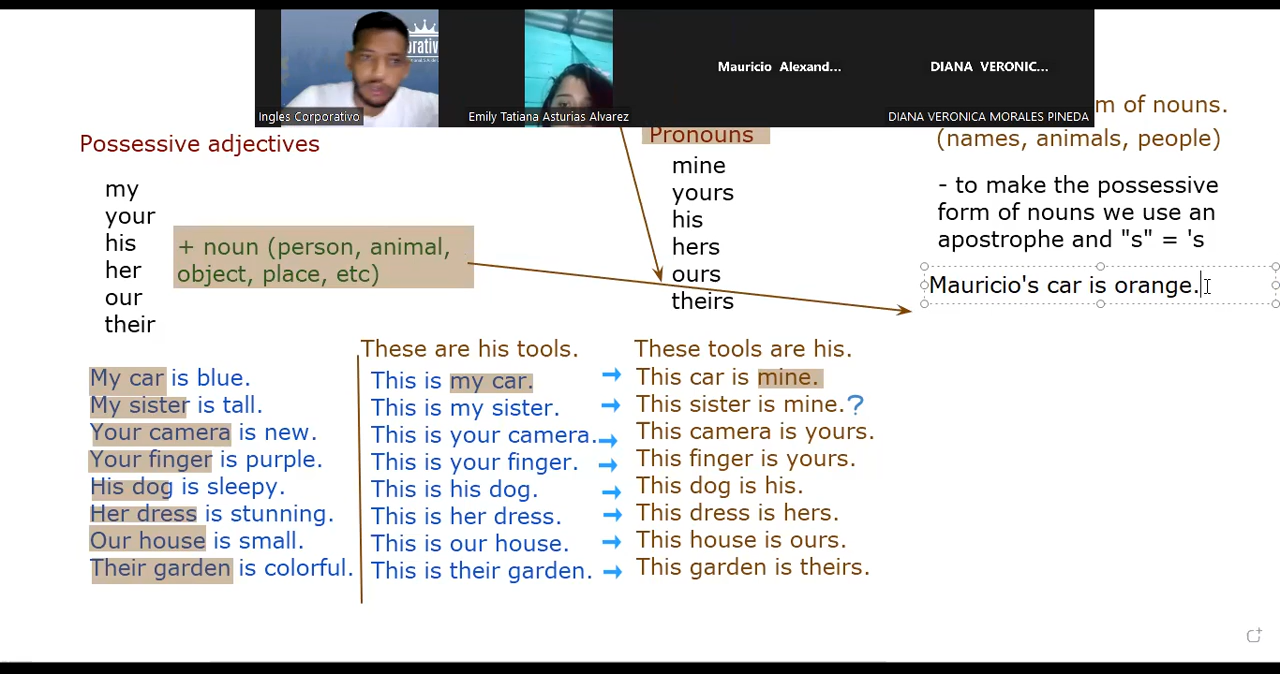 orativo
Ingles Corporativo
Emily Tatiana Asturias Alvarez
Mauricio Alexand...
DIANA VERONIC...
DIANA VERONICA MORALES PINEDA
Possessive adjectives
my
your
his
her
our
their
+ noun (person, animal,
object, place, etc)
Pronouns
mine
yours
his
hers
ours
theirs
m of nouns.
(names, animals, people)
- to make the possessive
form of nouns we use an
apostrophe and "s" = 's
Mauricio's car is orange.
My car is blue.
My sister is tall.
Your camera is new.
Your finger is purple.
His dog is sleepy.
Her dress is stunning.
Our house is small.
Their garden is colorful.
These are his tools.
This is my car.
This is my sister.
This is your camera.
This is your finger.
This is his dog.
This is her dress.
This is our house.
This is their garden.
These tools are his.
This car is mine.
This sister is mine.?
This camera is yours.
This finger is yours.
This dog is his.
This dress is hers.
This house is ours.
This garden is theirs.